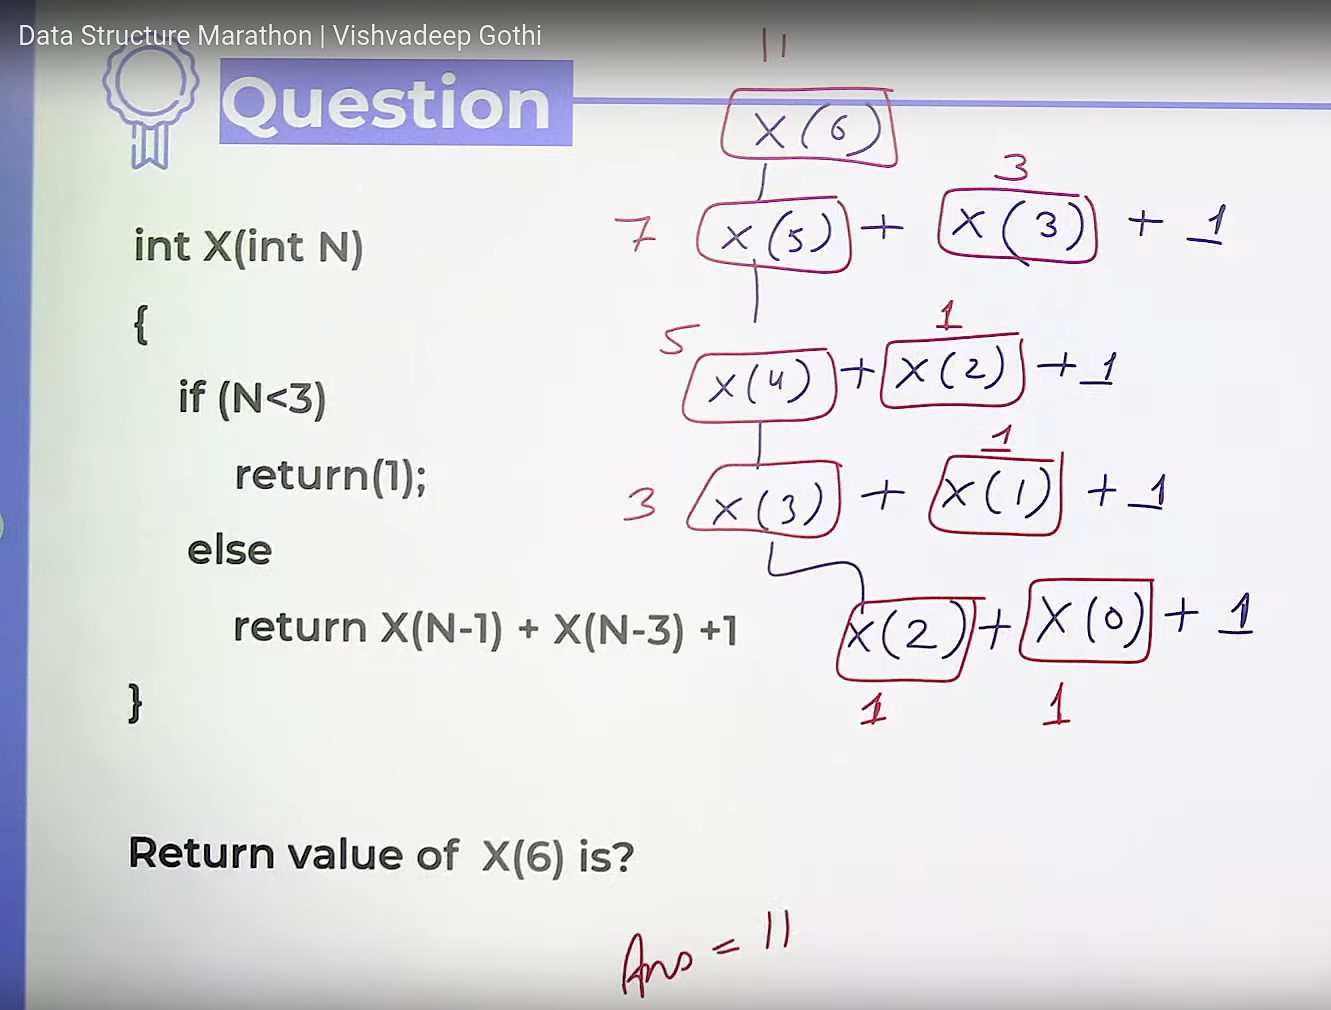 Data Structure Marathon | Vishvadeep Gothi
Question
int X(int N)
{
if (N<3)
return(1);
else
return X(N-1) + X(N-3) +1
}
Return value of X(6) is?
11
X(6)
3
7 X(5) + X(3) + 1
5 1
X(4) + X(2) + 1
1
3 X(3) + X(1) + 1
X(2) + X(0) + 1
1 1
Ans = 11